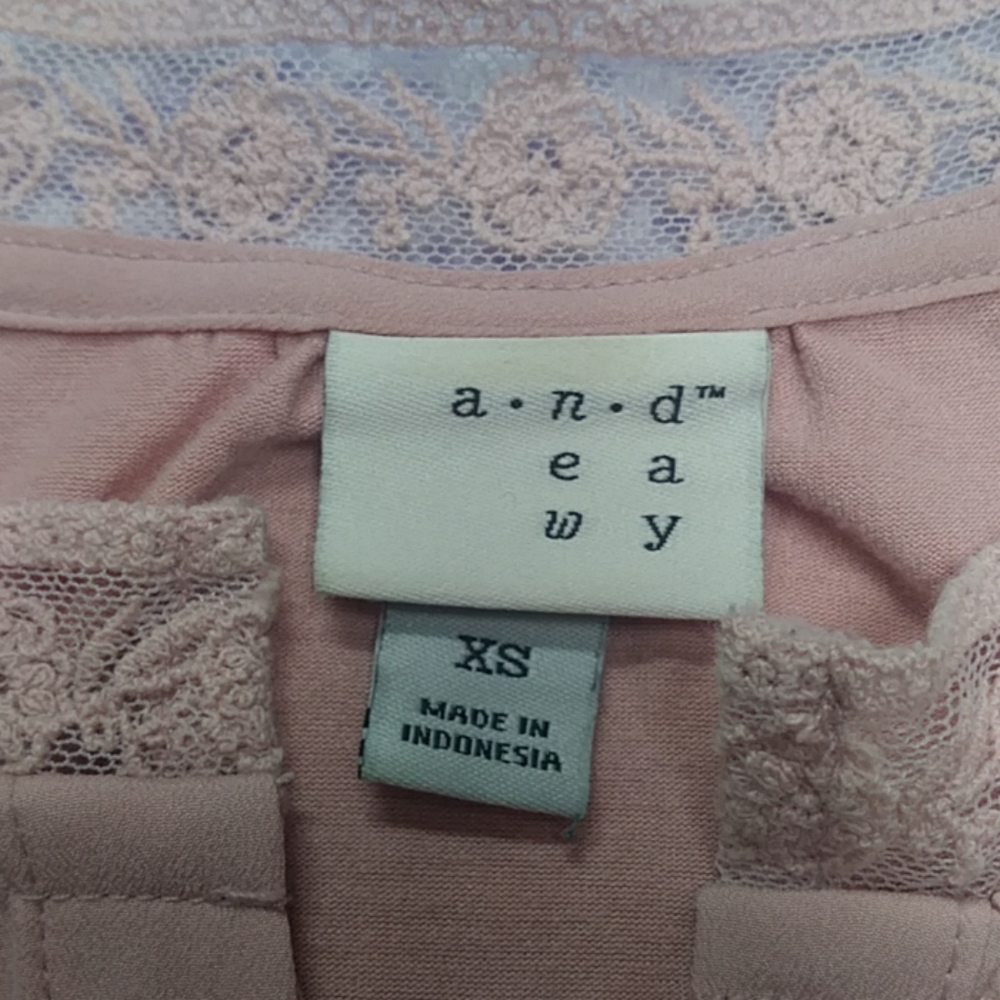 a·n·d™
e a
w y
XS
MADE IN
INDONESIA